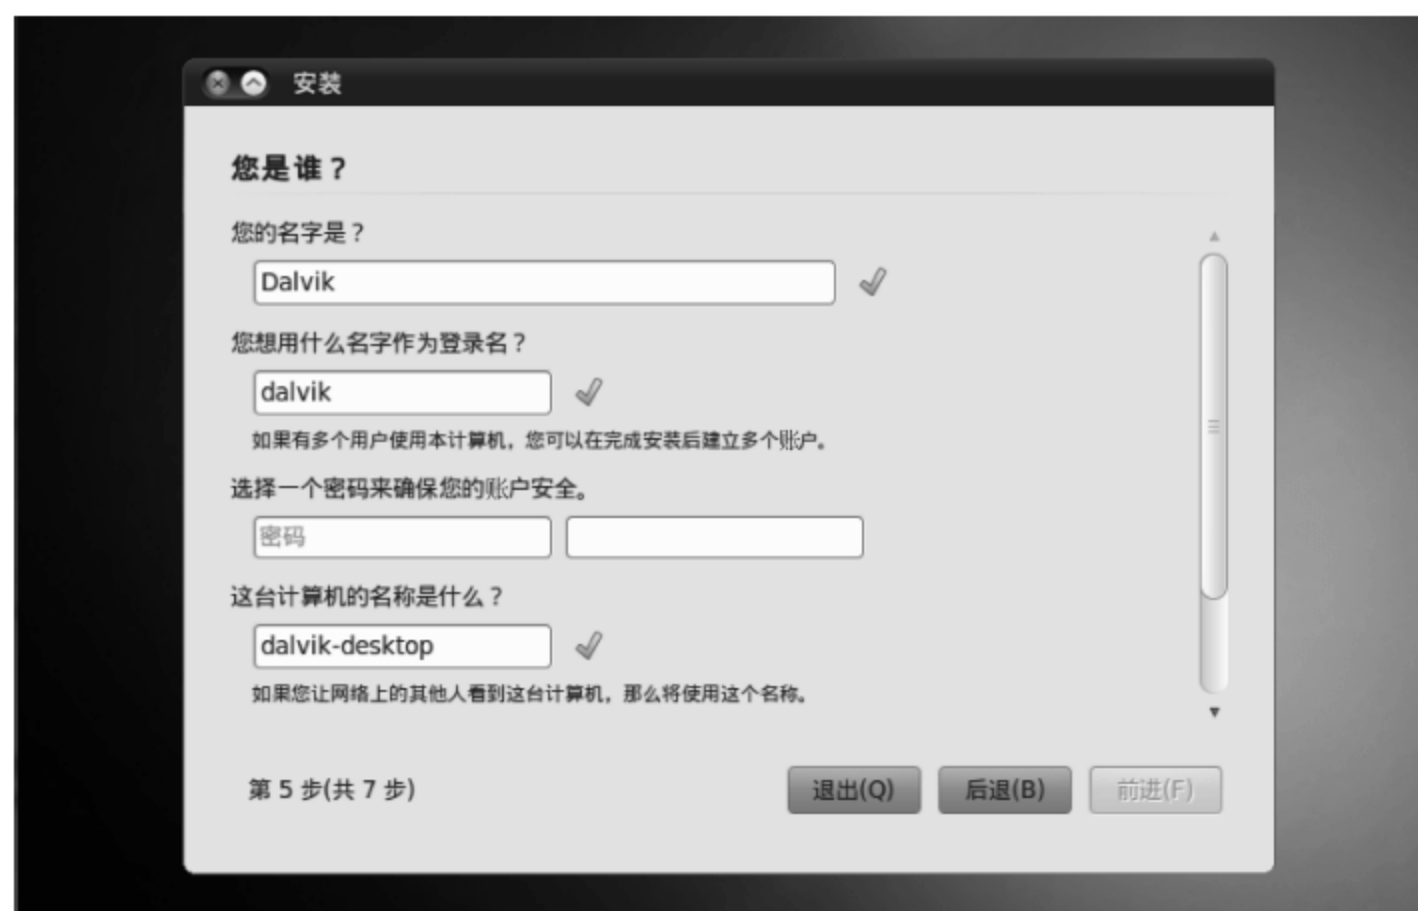 安装
您是谁？
您的名字是？
Dalvik
您想用什么名字作为登录名？
dalvik
如果有多个用户使用本计算机，您可以在完成安装后建立多个账户。
选择一个密码来确保您的账户安全。
密码
这台计算机的名称是什么？
dalvik-desktop
如果您让网络上的其他人看到这台计算机，那么将使用这个名称。
第 5 步(共 7 步) 退出(Q) 后退(B) 前进(F)